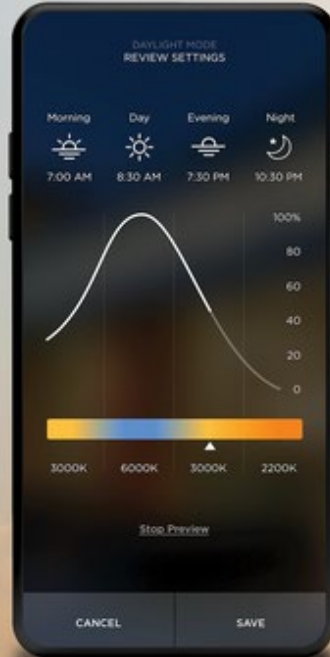 DAYLIGHT MODE
REVIEW SETTINGS
Morning Day Evening Night
7:00 AM 8:30 AM 7:30 PM 10:30 PM
100%
80
60
40
20
0
3000K 6000K 3000K 2200K
Stop Preview
CANCEL SAVE